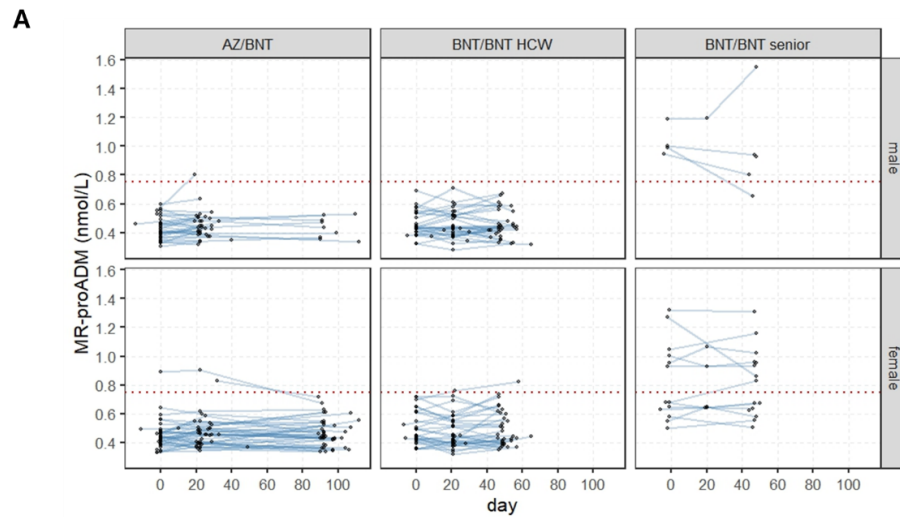 A
AZ/BNT
BNT/BNT HCW
BNT/BNT senior
MR-proADM (nmol/L)
1.6
1.4
1.2
1.0
0.8
0.6
0.4
male
1.6
1.4
1.2
1.0
0.8
0.6
0.4
female
0 20 40 60 80 100
0 20 40 60 80 100
0 20 40 60 80 100
day